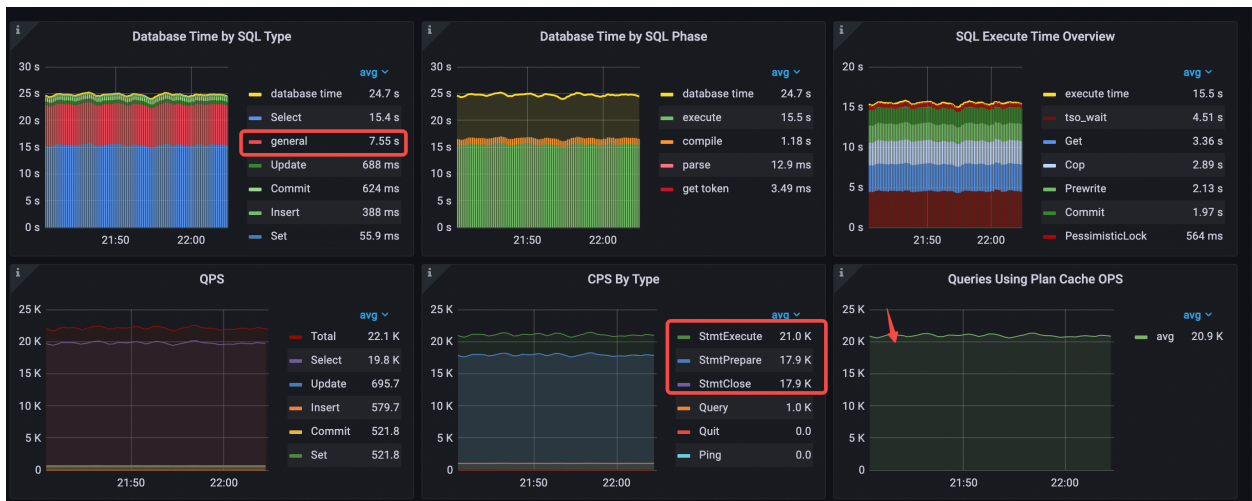 Database Time by SQL Type
30 s
25 s
20 s
15 s
10 s
5 s
0 s
21:50 22:00
avg
database time 24.7 s
Select 15.4 s
general 7.55 s
Update 688 ms
Commit 624 ms
Insert 388 ms
Set 55.9 ms
Database Time by SQL Phase
30 s
25 s
20 s
15 s
10 s
5 s
0 s
21:50 22:00
avg
database time 24.7 s
execute 15.5 s
compile 1.18 s
parse 12.9 ms
get token 3.49 ms
SQL Execute Time Overview
20 s
15 s
10 s
5 s
0 s
21:50 22:00
avg
execute time 15.5 s
tso_wait 4.51 s
Get 3.36 s
Cop 2.89 s
Prewrite 2.13 s
Commit 1.97 s
PessimisticLock 564 ms
QPS
25 K
20 K
15 K
10 K
5 K
0
21:50 22:00
avg
Total 22.1 K
Select 19.8 K
Update 695.7
Insert 579.7
Commit 521.8
Set 521.8
CPS By Type
25 K
20 K
15 K
10 K
5 K
0
21:50 22:00
avg
StmtExecute 21.0 K
StmtPrepare 17.9 K
StmtClose 17.9 K
Query 1.0 K
Quit 0.0
Ping 0.0
Queries Using Plan Cache OPS
25 K
20 K
15 K
10 K
5 K
0
21:50 22:00
avg
avg 20.9 K